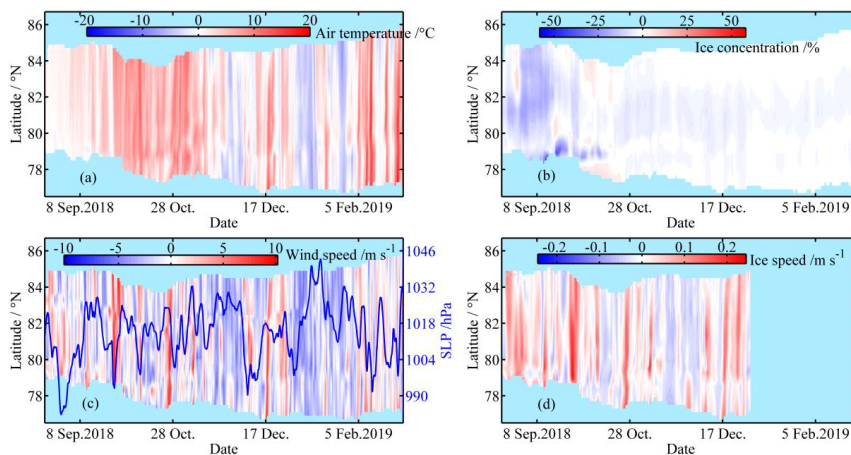 -20 -10 0 10 20
Air temperature /°C
86
84
82
80
78
Latitude / °N
(a)
8 Sep.2018 28 Oct. 17 Dec. 5 Feb.2019
Date
-50 -25 0 25 50
Ice concentration /%
86
84
82
80
78
Latitude / °N
(b)
8 Sep.2018 28 Oct. 17 Dec. 5 Feb.2019
Date
-10 -5 0 5 10
Wind speed/m s-1
86
84
82
80
78
Latitude / °N
1046
1032
1018
1004
990
SLP /hPa
(c)
8 Sep.2018 28 Oct. 17 Dec. 5 Feb.2019
Date
-0.2 -0.1 0 0.1 0.2
Ice speed /m s-1
86
84
82
80
78
Latitude / °N
(d)
8 Sep.2018 28 Oct. 17 Dec. 5 Feb.2019
Date